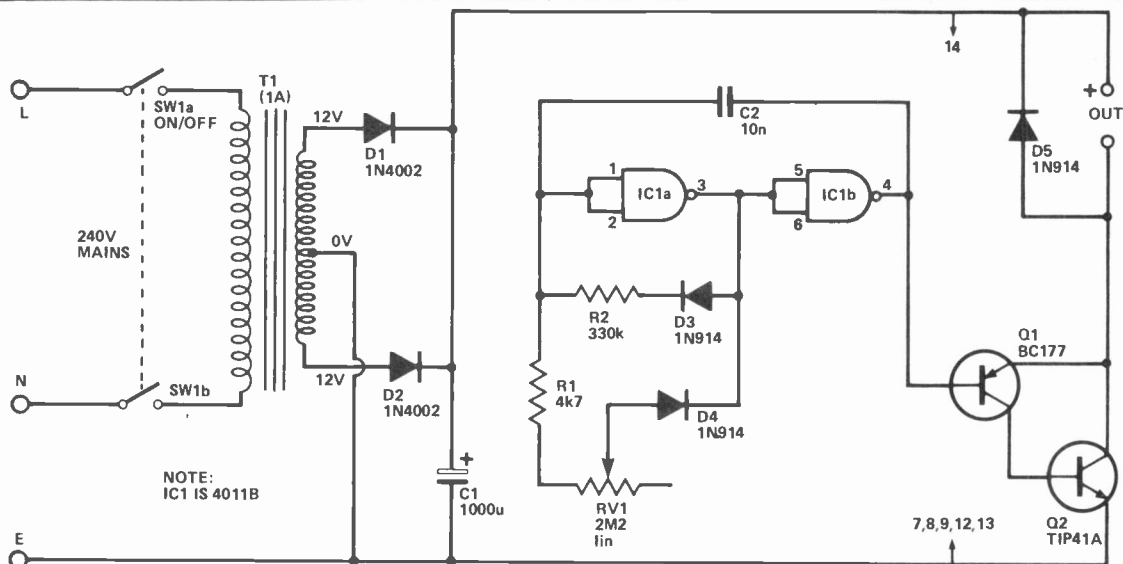 L
SW1a
ON/OFF
T1
(1A)
12V
D1
1N4002
240V
MAINS
0V
N
SW1b
12V
D2
1N4002
NOTE:
IC1 IS 4011B
+
C1
1000u
E
14
+
OUT
D5
1N914
C2
10n
1
2
IC1a
3
5
6
IC1b
4
R2
330k
D3
1N914
R1
4k7
D4
1N914
RV1
2M2
lin
Q1
BC177
7,8,9,12,13
Q2
TIP41A